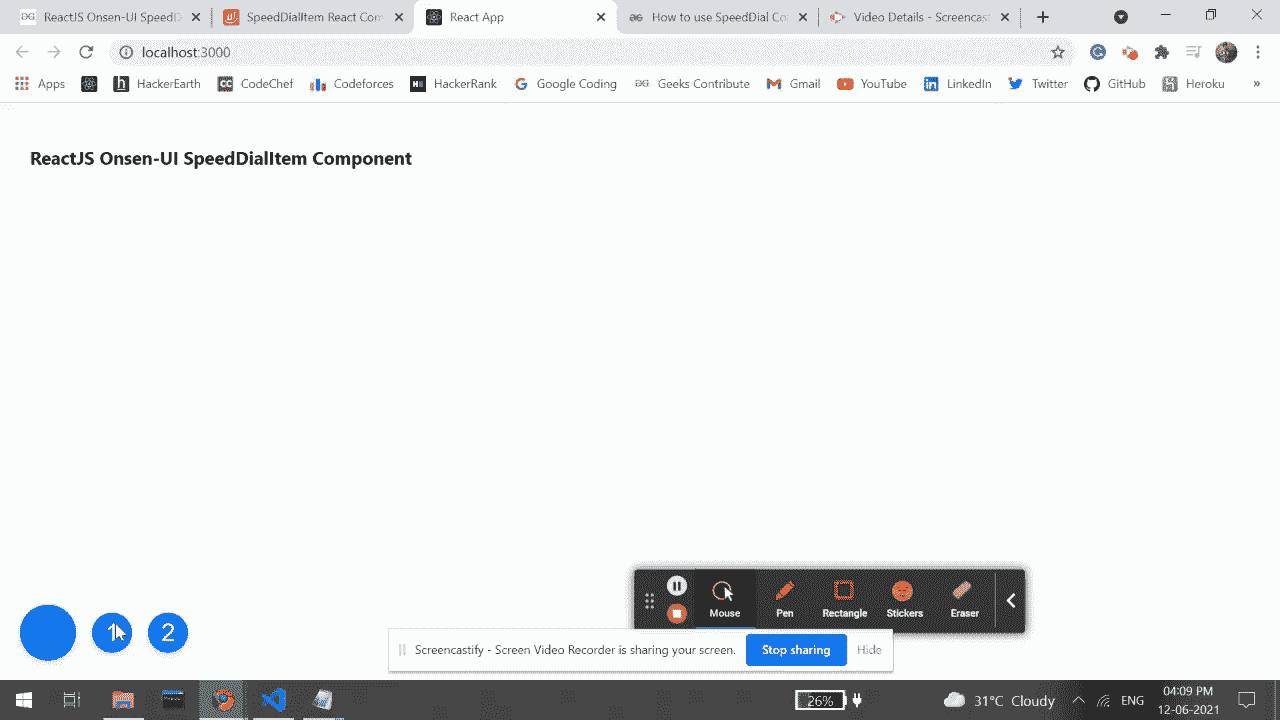 ReactJS Onsen-UI SpeedD
SpeedDialItem React Com
React App
How to use SpeedDial Co
Video Details - Screencast
localhost:3000
Apps
HackerEarth
CodeChef
Codeforces
HackerRank
Google Coding
Geeks Contribute
Gmail
YouTube
LinkedIn
Twitter
GitHub
Heroku
»
ReactJS Onsen-UI SpeedDialItem Component
Mouse
Pen
Rectangle
Stickers
Eraser
1
2
Screencastify - Screen Video Recorder is sharing your screen.
Stop sharing
Hide
26%
31°C Cloudy
ENG
04:09 PM
12-06-2021